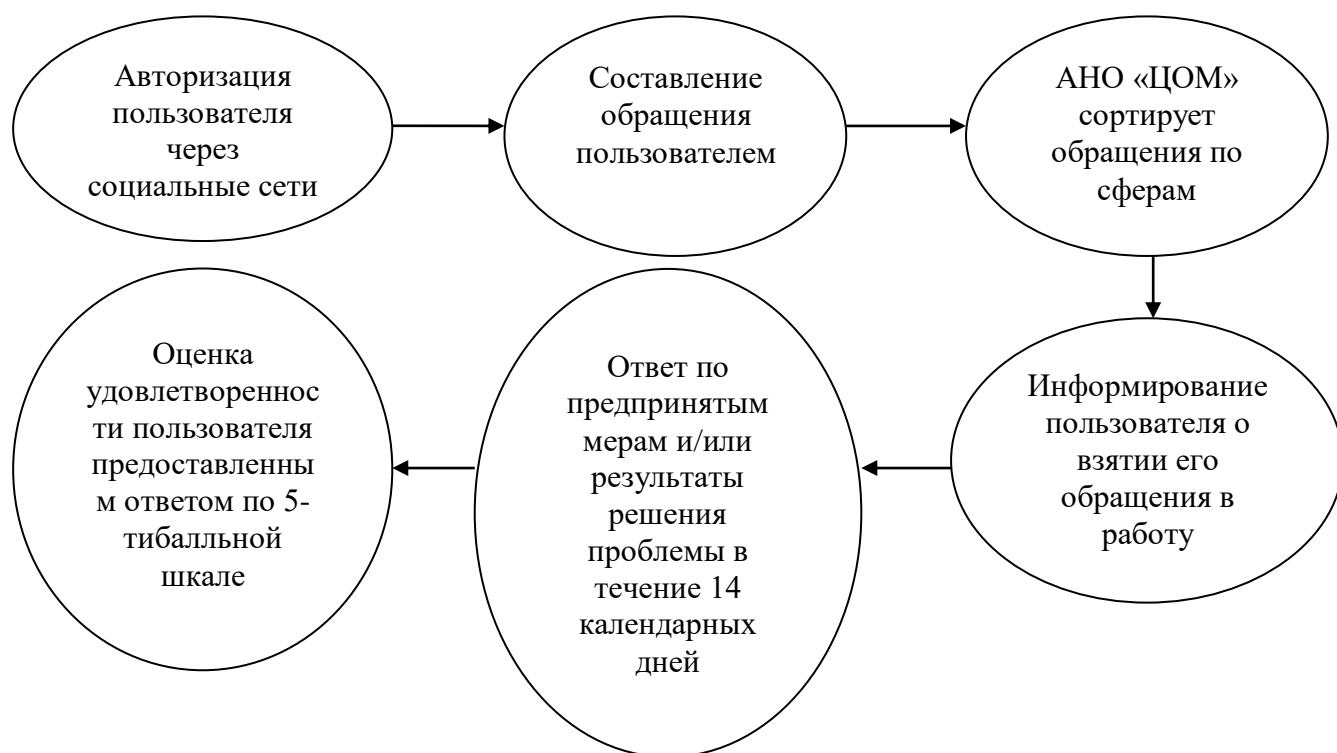 Авторизация
пользователя
через
социальные сети
Составление
обращения
пользователем
АНО «ЦОМ»
сортирует
обращения по
сферам
Информирование
пользователя о
взятии его
обращения в
работу
Ответ по
предпринятым
мерам и/или
результаты
решения
проблемы в
течение 14
календарных
дней
Оценка
удовлетвореннос
ти пользователя
предоставленны
м ответом по 5-
тибалльной
шкале